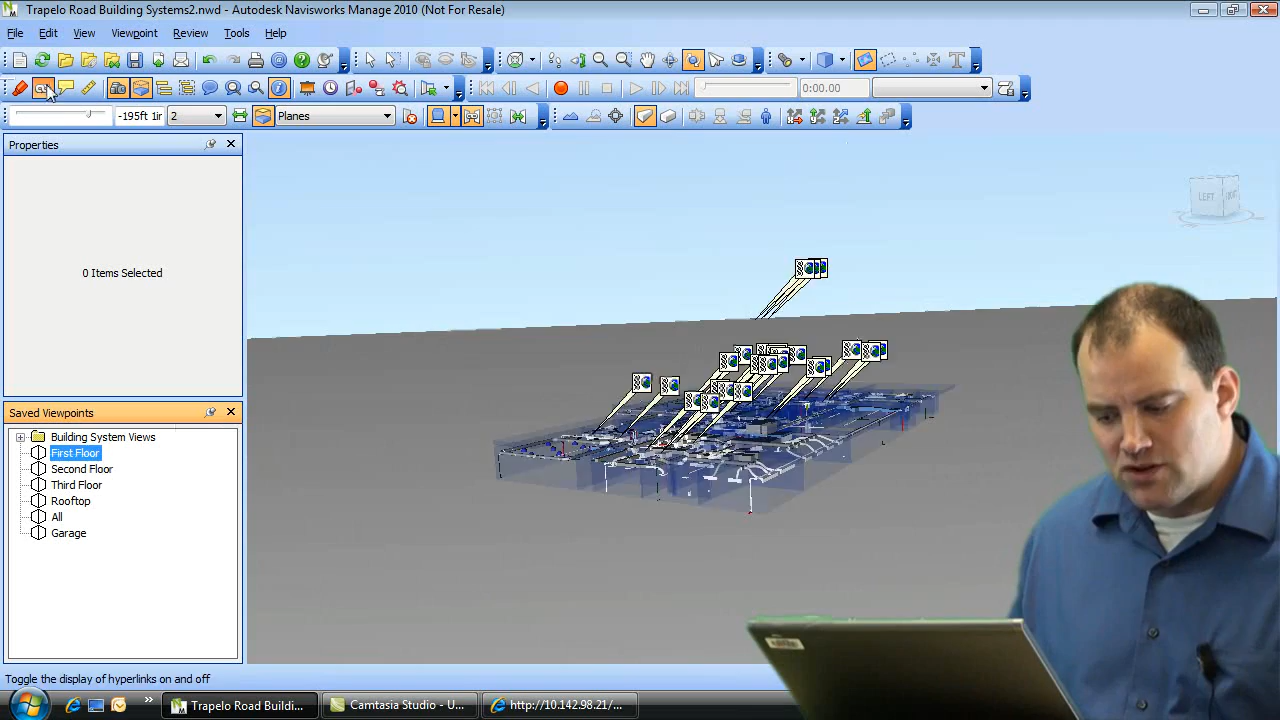 Trapelo Road Building Systems2.nwd - Autodesk Navisworks Manage 2010 (Not For Resale)
File Edit View Viewpoint Review Tools Help
0:00.00
-195ft 1ir 2 Planes
Properties
LEFT
0 Items Selected
Saved Viewpoints
Building System Views
First Floor
Second Floor
Third Floor
Rooftop
All
Garage
Toggle the display of hyperlinks on and off
Trapelo Road Buildi... Camtasia Studio - U... http://10.142.98.21/...